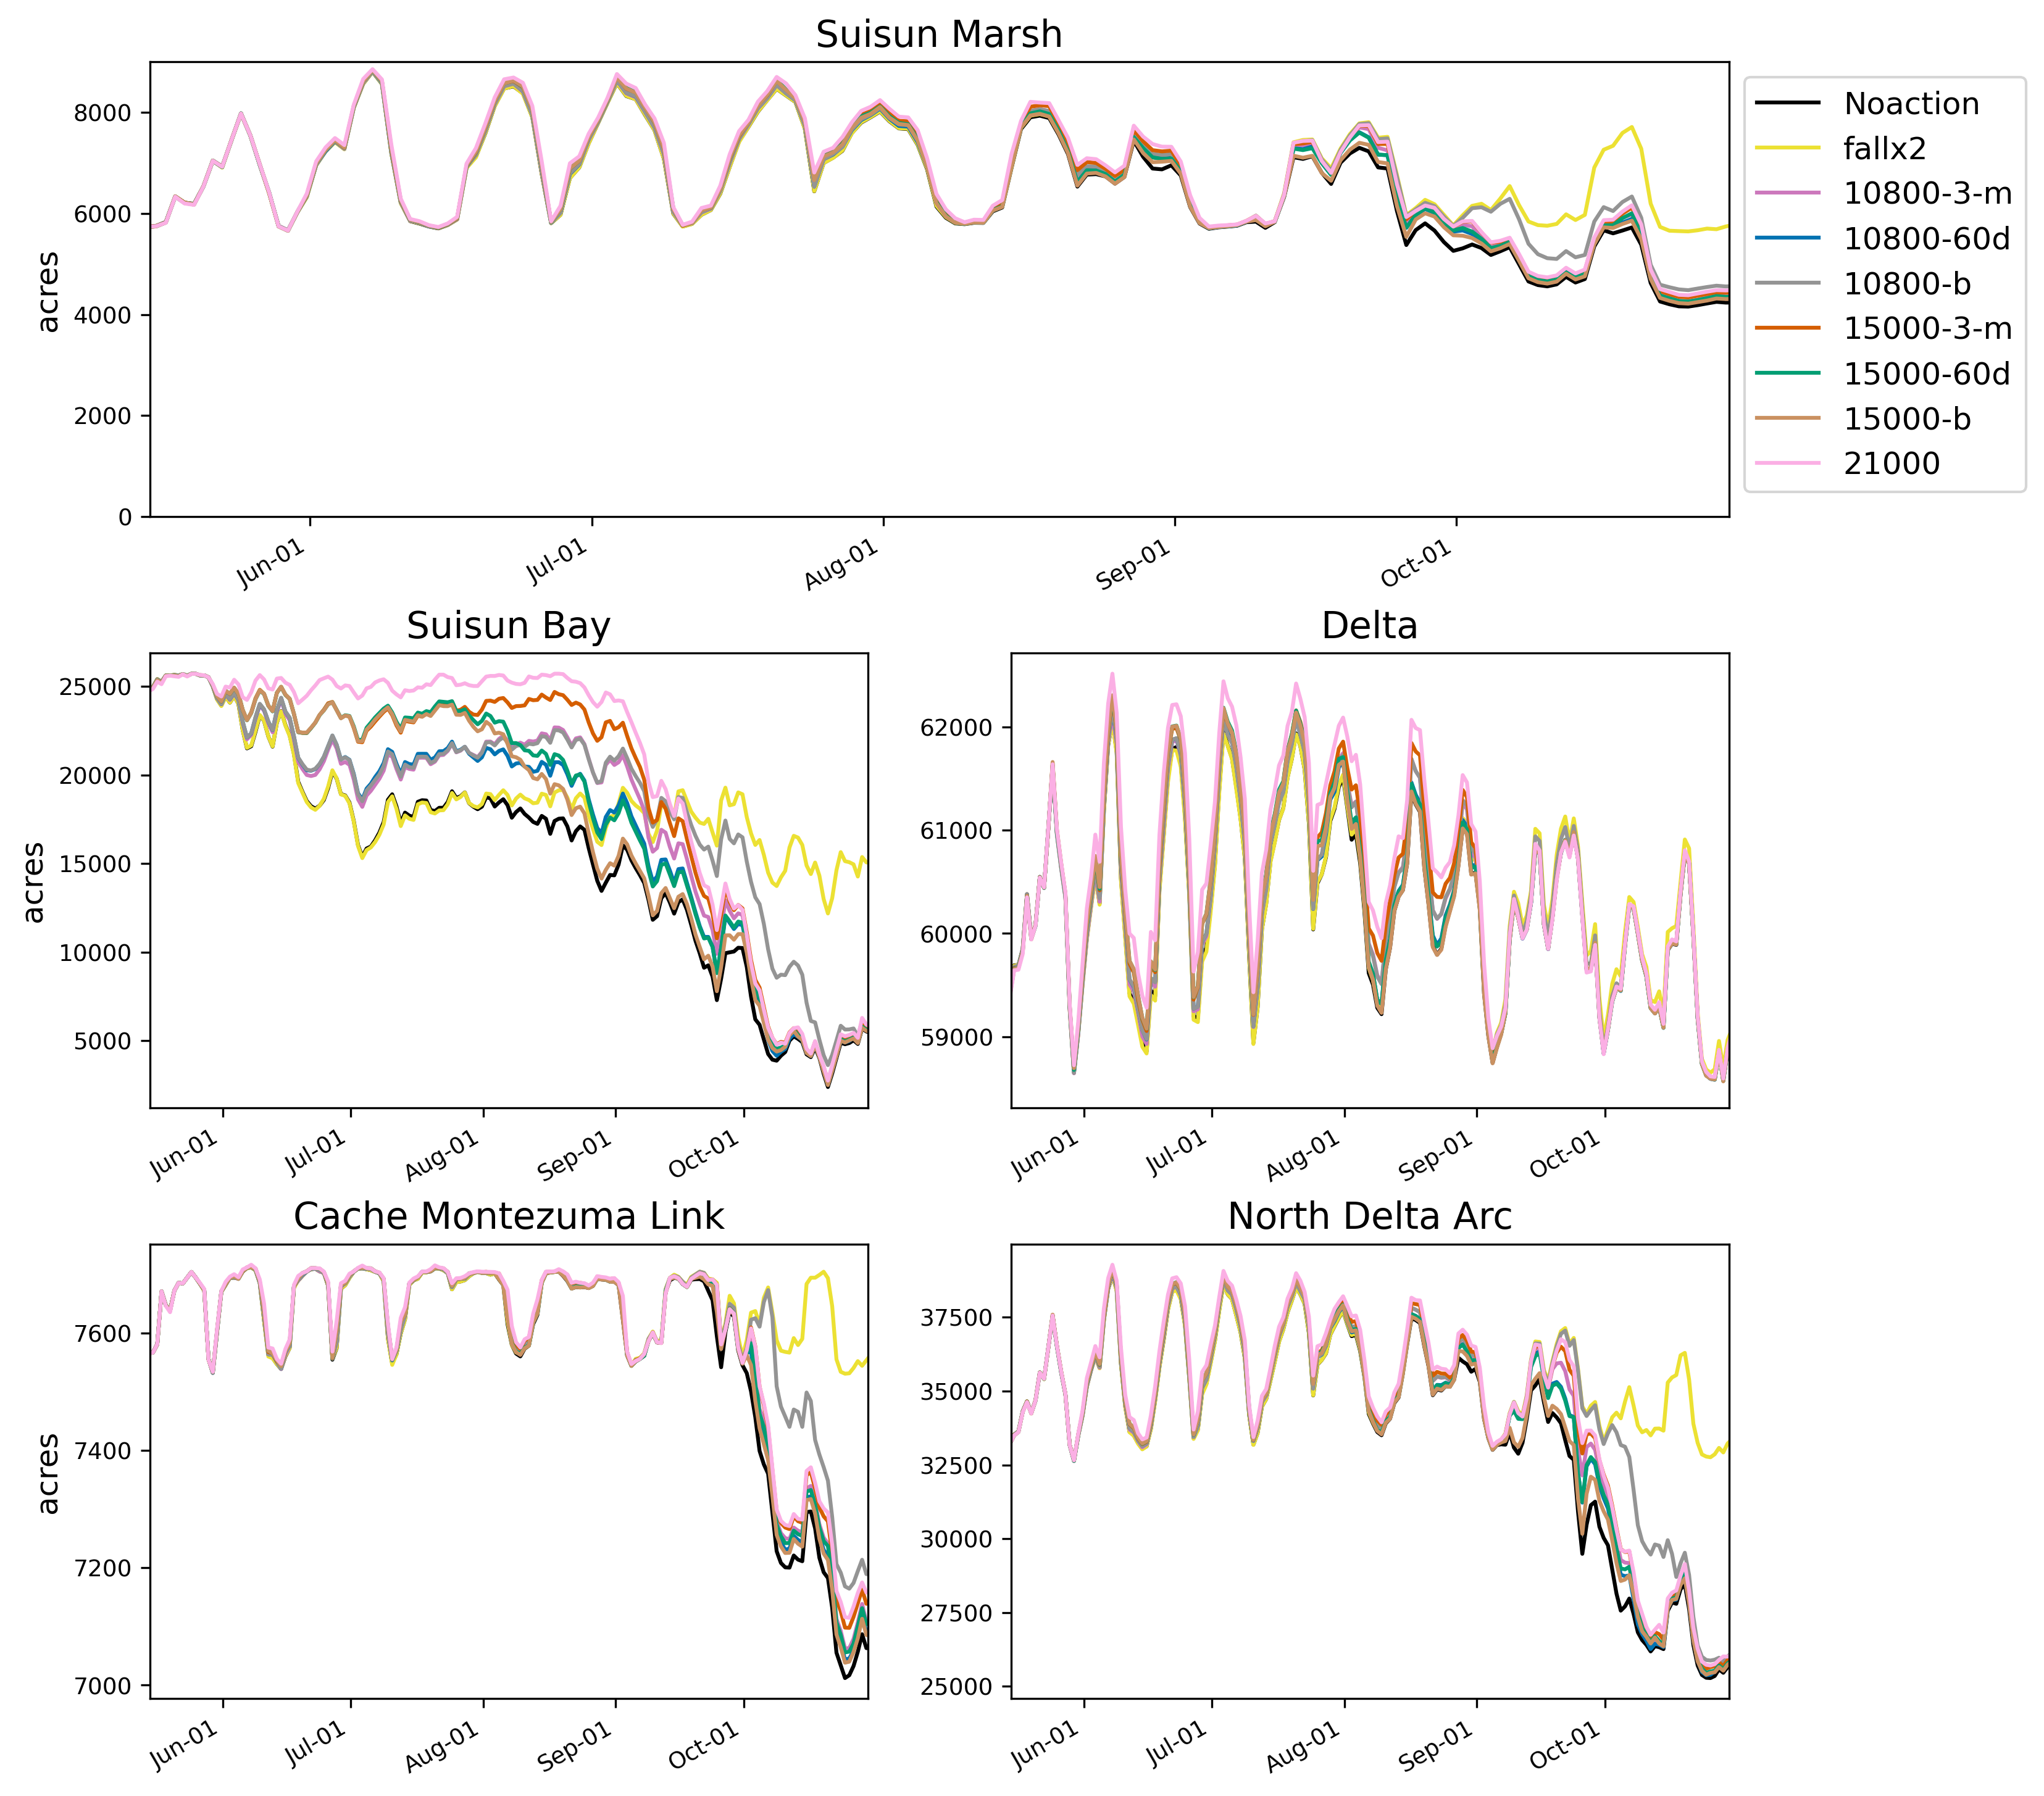 Suisun Marsh
8000
6000
4000
2000
0
acres
Jun-01
Jul-01
Aug-01
Sep-01
Oct-01
Noaction
fallx2
10800-3-m
10800-60d
10800-b
15000-3-m
15000-60d
15000-b
21000
Suisun Bay
25000
20000
15000
10000
5000
acres
Jun-01
Jul-01
Aug-01
Sep-01
Oct-01
Delta
62000
61000
60000
59000
Jun-01
Jul-01
Aug-01
Sep-01
Oct-01
Cache Montezuma Link
7600
7400
7200
7000
acres
Jun-01
Jul-01
Aug-01
Sep-01
Oct-01
North Delta Arc
37500
35000
32500
30000
27500
25000
Jun-01
Jul-01
Aug-01
Sep-01
Oct-01